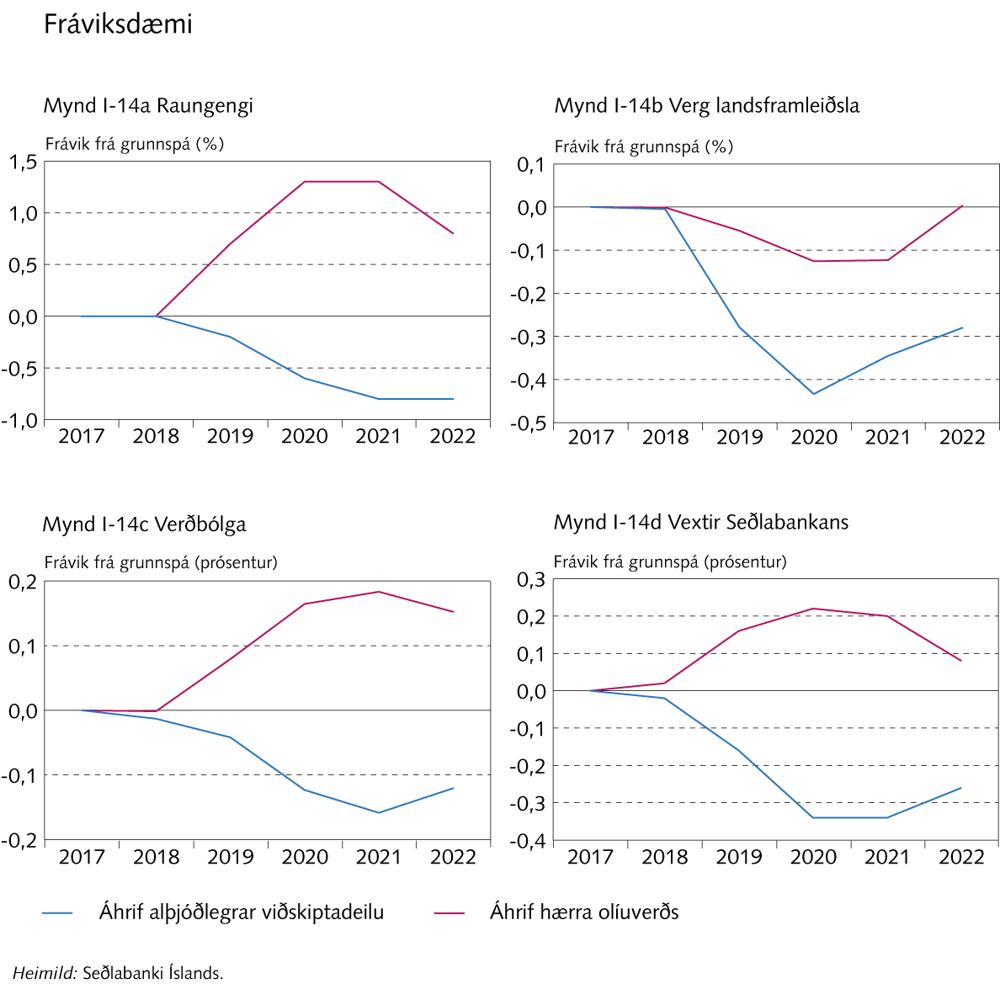 Fráviksdæmi
Mynd I-14a Raungengi
Frávik frá grunnspá (%)
1,5
1,0
0,5
0,0
-0,5
-1,0
2017 2018 2019 2020 2021 2022
Mynd I-14b Verg landsframleiðsla
Frávik frá grunnspá (%)
0,1
0,0
-0,1
-0,2
-0,3
-0,4
-0,5
2017 2018 2019 2020 2021 2022
Mynd I-14c Verðbólga
Frávik frá grunnspá (prósentur)
0,2
0,1
0,0
-0,1
-0,2
2017 2018 2019 2020 2021 2022
Mynd I-14d Vextir Seðlabankans
Frávik frá grunnspá (prósentur)
0,3
0,2
0,1
0,0
-0,1
-0,2
-0,3
-0,4
2017 2018 2019 2020 2021 2022
Áhrif alþjóðlegrar viðskiptadeilu Áhrif hærra olíuverðs
Heimild: Seðlabanki Íslands.